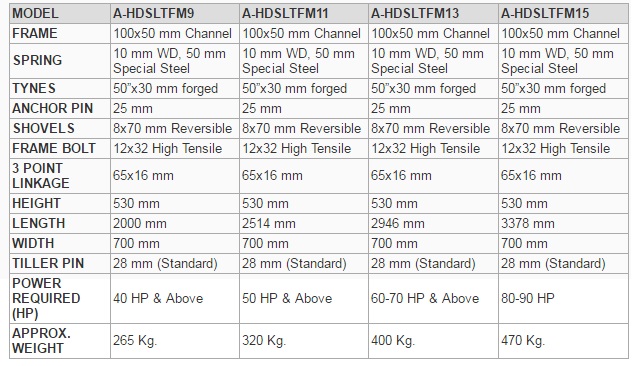 MODEL A-HDSLTFM9 A-HDSLTFM11 A-HDSLTFM13 A-HDSLTFM15
FRAME 100x50 mm Channel 100x50 mm Channel 100x50 mm Channel 100x50 mm Channel
SPRING 10 mm WD, 50 mm Special Steel 10 mm WD, 50 mm Special Steel 10 mm WD, 50 mm Special Steel 10 mm WD, 50 mm Special Steel
TYNES 50”x30 mm forged 50”x30 mm forged 50”x30 mm forged 50”x30 mm forged
ANCHOR PIN 25 mm 25 mm 25 mm 25 mm
SHOVELS 8x70 mm Reversible 8x70 mm Reversible 8x70 mm Reversible 8x70 mm Reversible
FRAME BOLT 12x32 High Tensile 12x32 High Tensile 12x32 High Tensile 12x32 High Tensile
3 POINT LINKAGE 65x16 mm 65x16 mm 65x16 mm 65x16 mm
HEIGHT 530 mm 530 mm 530 mm 530 mm
LENGTH 2000 mm 2514 mm 2946 mm 3378 mm
WIDTH 700 mm 700 mm 700 mm 700 mm
TILLER PIN 28 mm (Standard) 28 mm (Standard) 28 mm (Standard) 28 mm (Standard)
POWER REQUIRED (HP) 40 HP & Above 50 HP & Above 60-70 HP & Above 80-90 HP
APPROX. WEIGHT 265 Kg. 320 Kg. 400 Kg. 470 Kg.